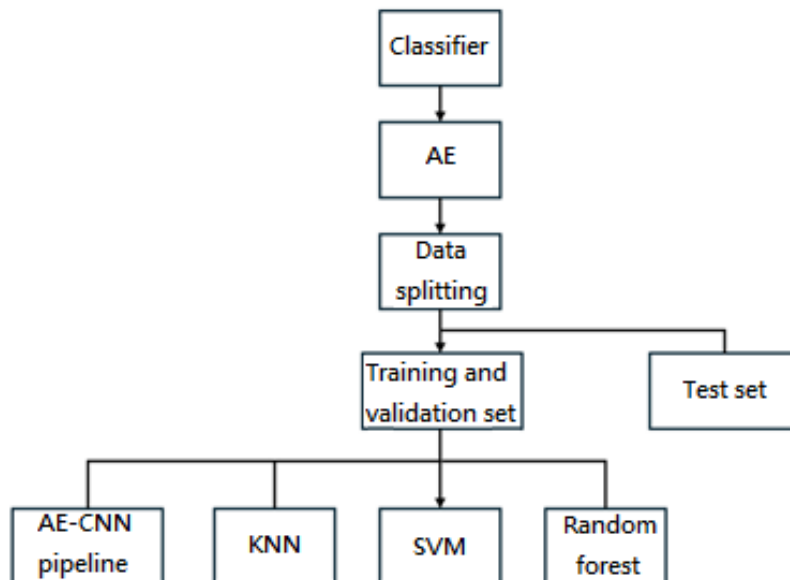 Classifier
AE
Data
splitting
Training and
validation set
Test set
AE-CNN
pipeline
KNN
SVM
Random
forest